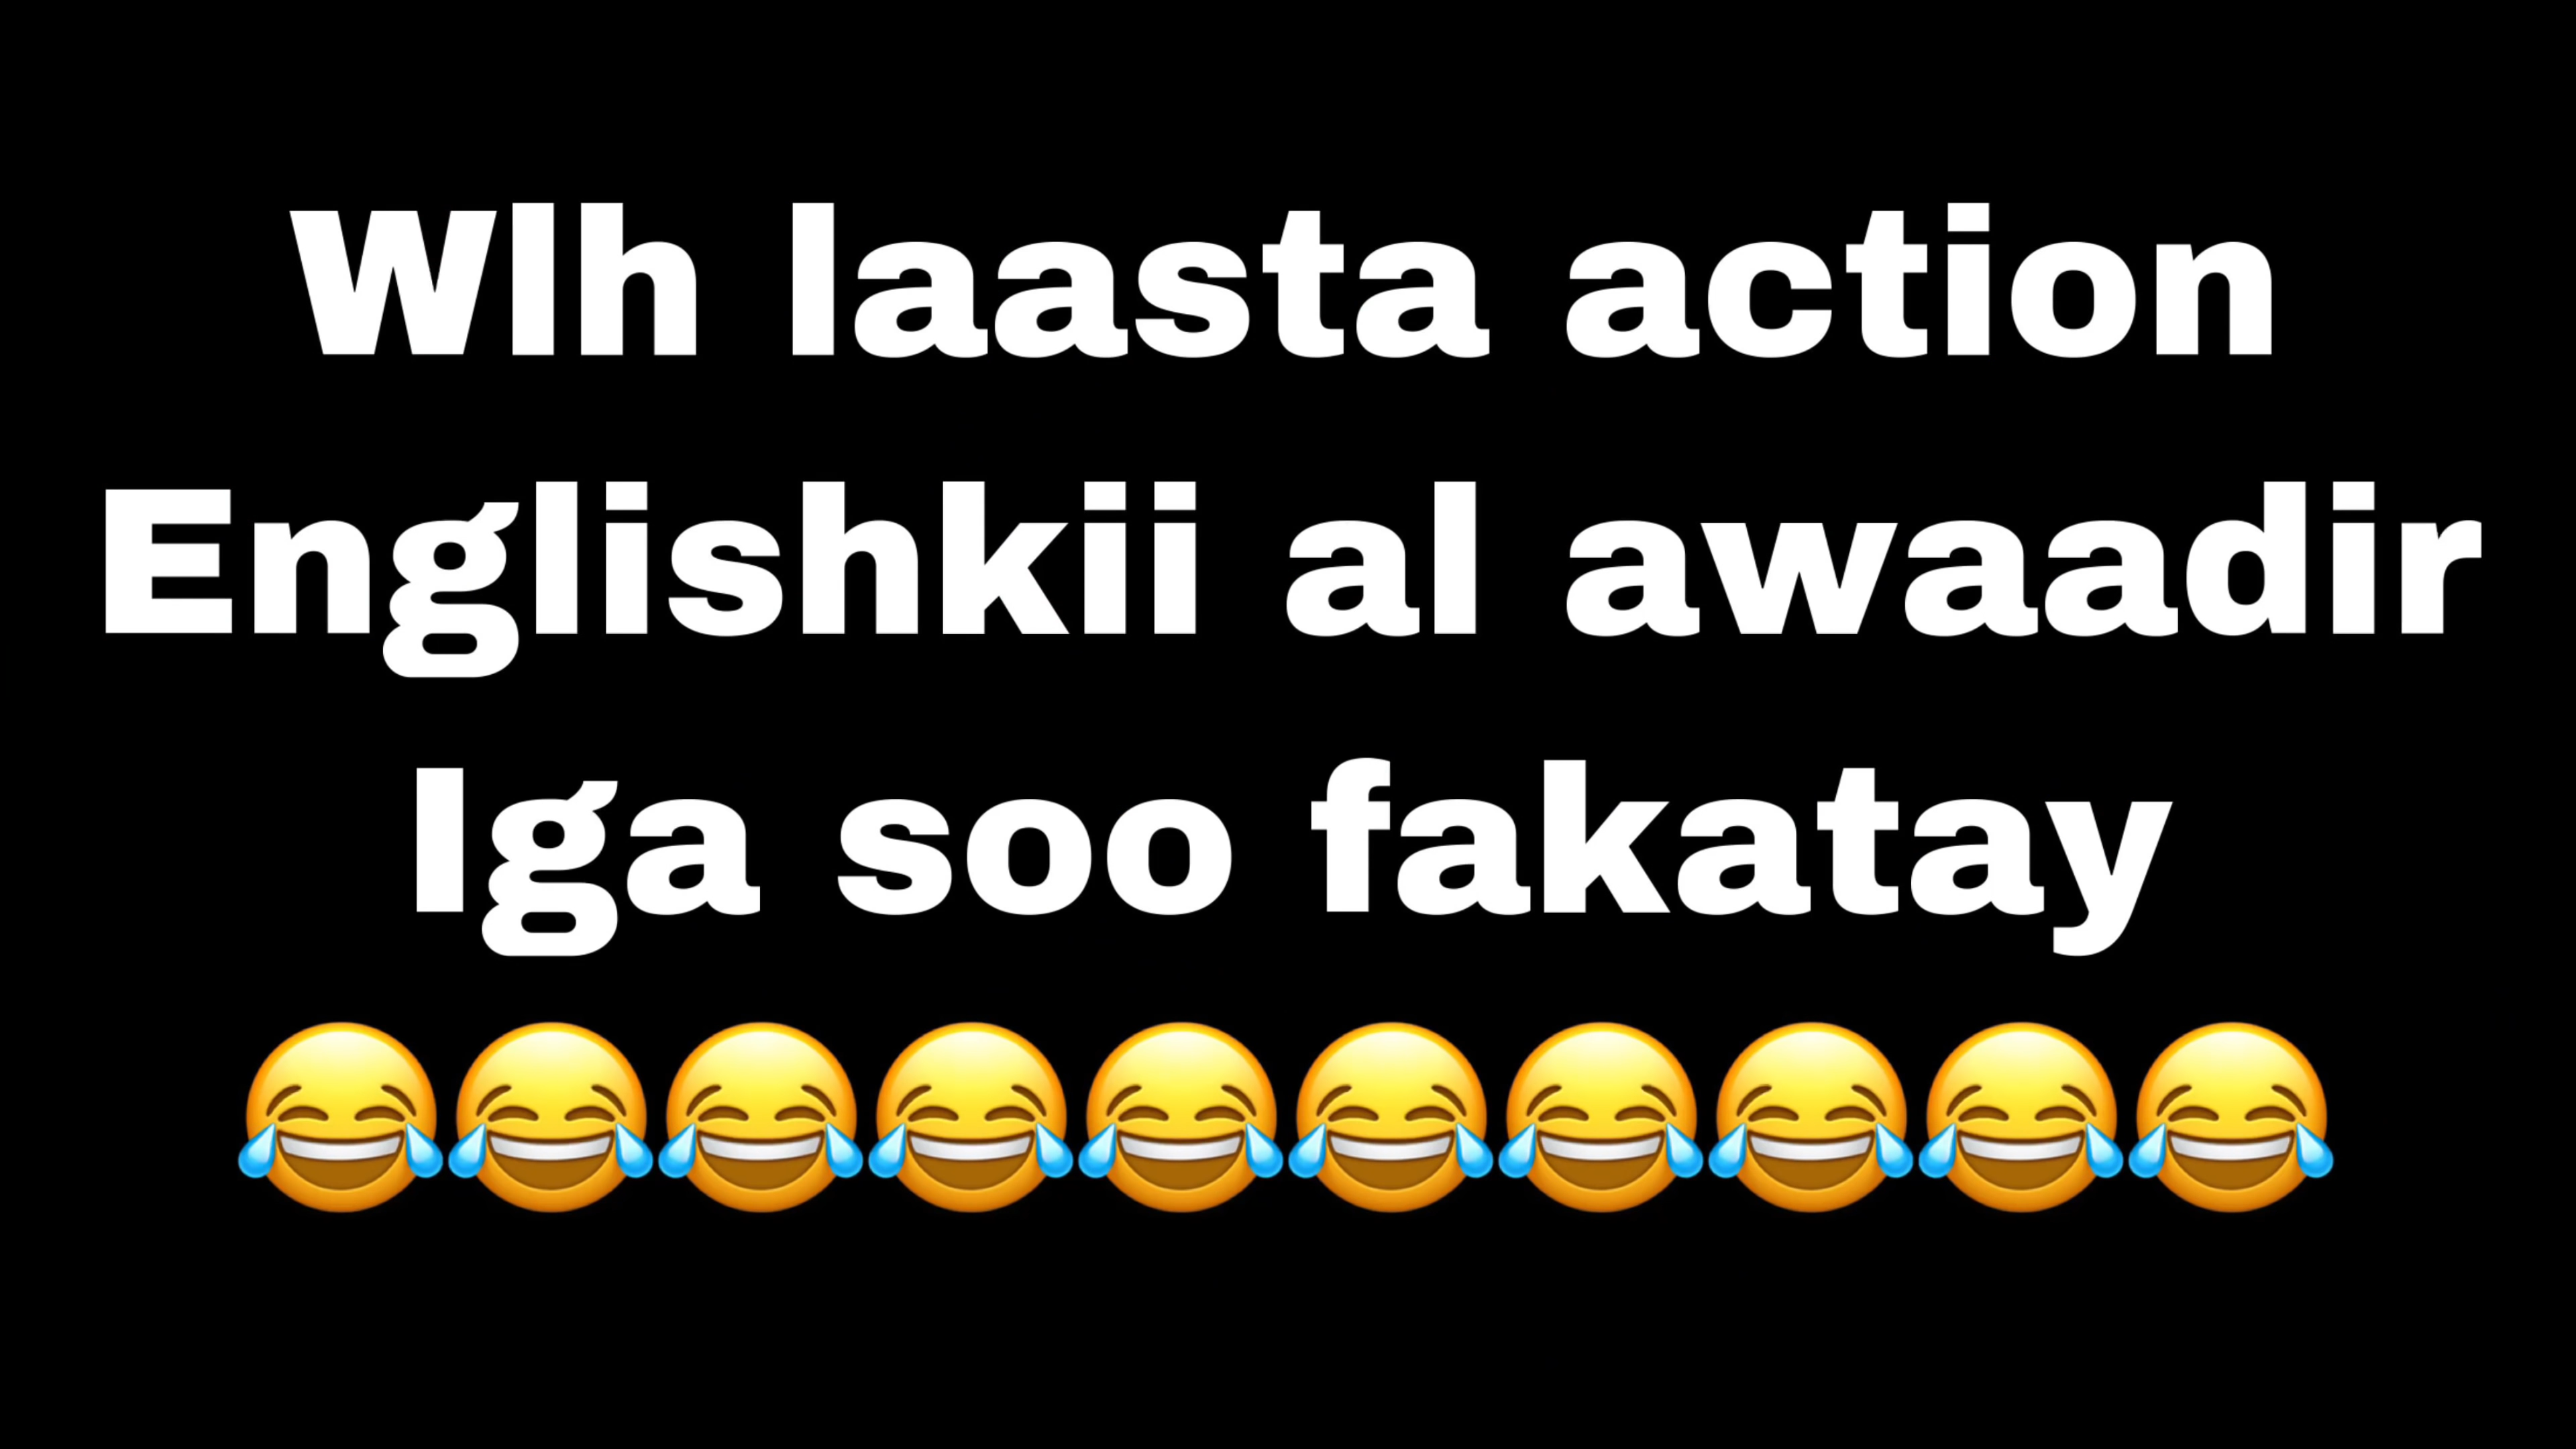 Wlh laasta action
Englishkii al awaadir
Iga soo fakatay
😂😂😂😂😂😂😂😂😂😂